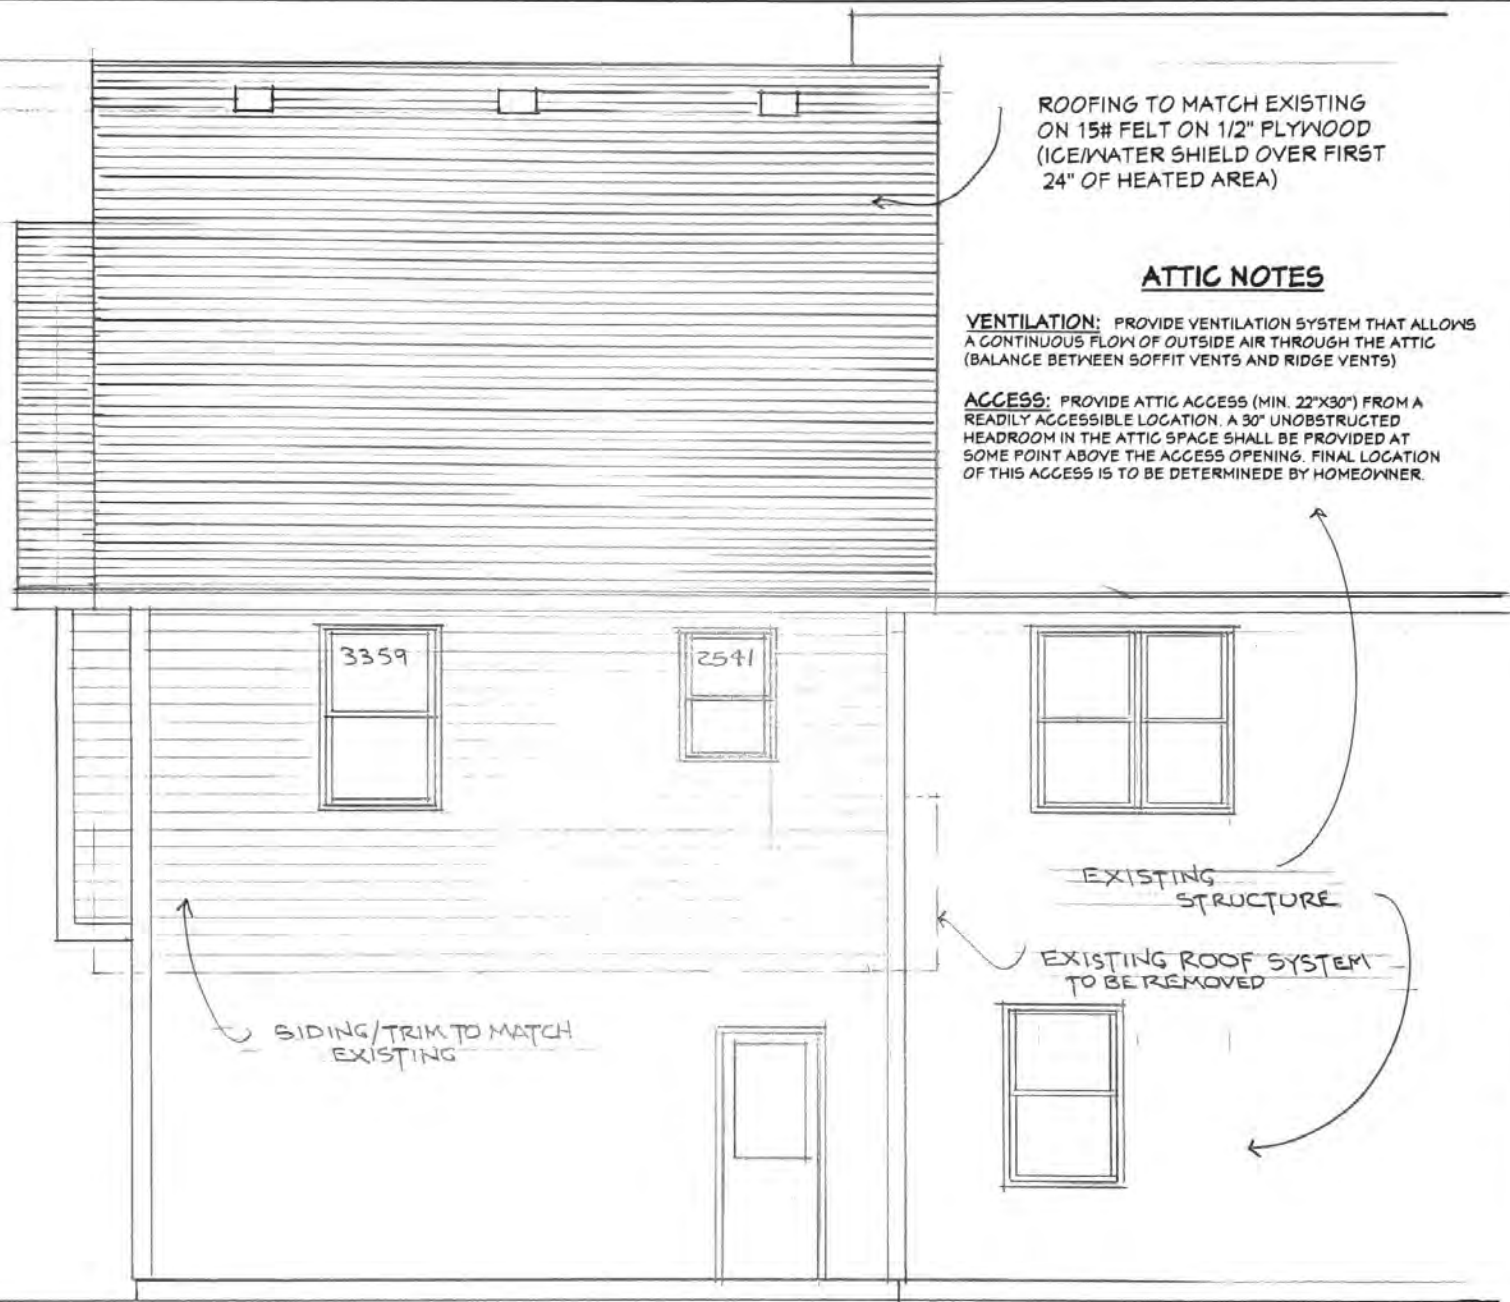 ROOFING TO MATCH EXISTING
ON 15# FELT ON 1/2" PLYWOOD
(ICE/WATER SHIELD OVER FIRST
24" OF HEATED AREA)
ATTIC NOTES
VENTILATION: PROVIDE VENTILATION SYSTEM THAT ALLOWS
A CONTINUOUS FLOW OF OUTSIDE AIR THROUGH THE ATTIC
(BALANCE BETWEEN SOFFIT VENTS AND RIDGE VENTS)
ACCESS: PROVIDE ATTIC ACCESS (MIN. 22"X30") FROM A
READILY ACCESSIBLE LOCATION. A 30" UNOBSTRUCTED
HEADROOM IN THE ATTIC SPACE SHALL BE PROVIDED AT
SOME POINT ABOVE THE ACCESS OPENING. FINAL LOCATION
OF THIS ACCESS IS TO BE DETERMINEDE BY HOMEOWNER.
3359
2541
EXISTING
STRUCTURE
EXISTING ROOF SYSTEM
TO BE REMOVED
SIDING/TRIM TO MATCH
EXISTING